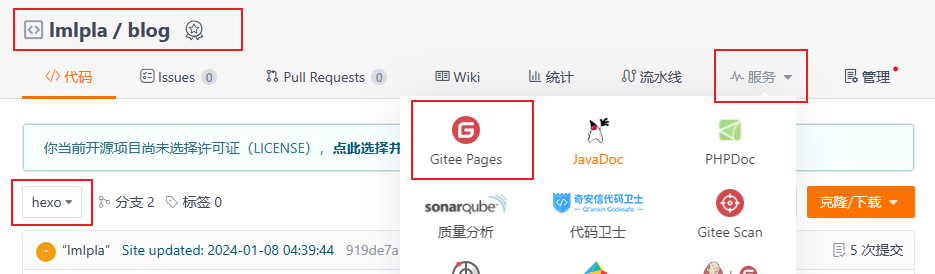 lmlpla / blog
代码 Issues 0 Pull Requests 0 Wiki 统计 流水线 服务 管理
你当前开源项目尚未选择许可证（LICENSE），点此选择并
Gitee Pages JavaDoc PHPDoc
hexo 分支 2 标签 0 克隆/下载
sonarqube 奇安信代码卫士 Qi'anxin Codesafe
质量分析 代码卫士 Gitee Scan
“lmlpla” Site updated: 2024-01-08 04:39:44 919de7a 5 次提交